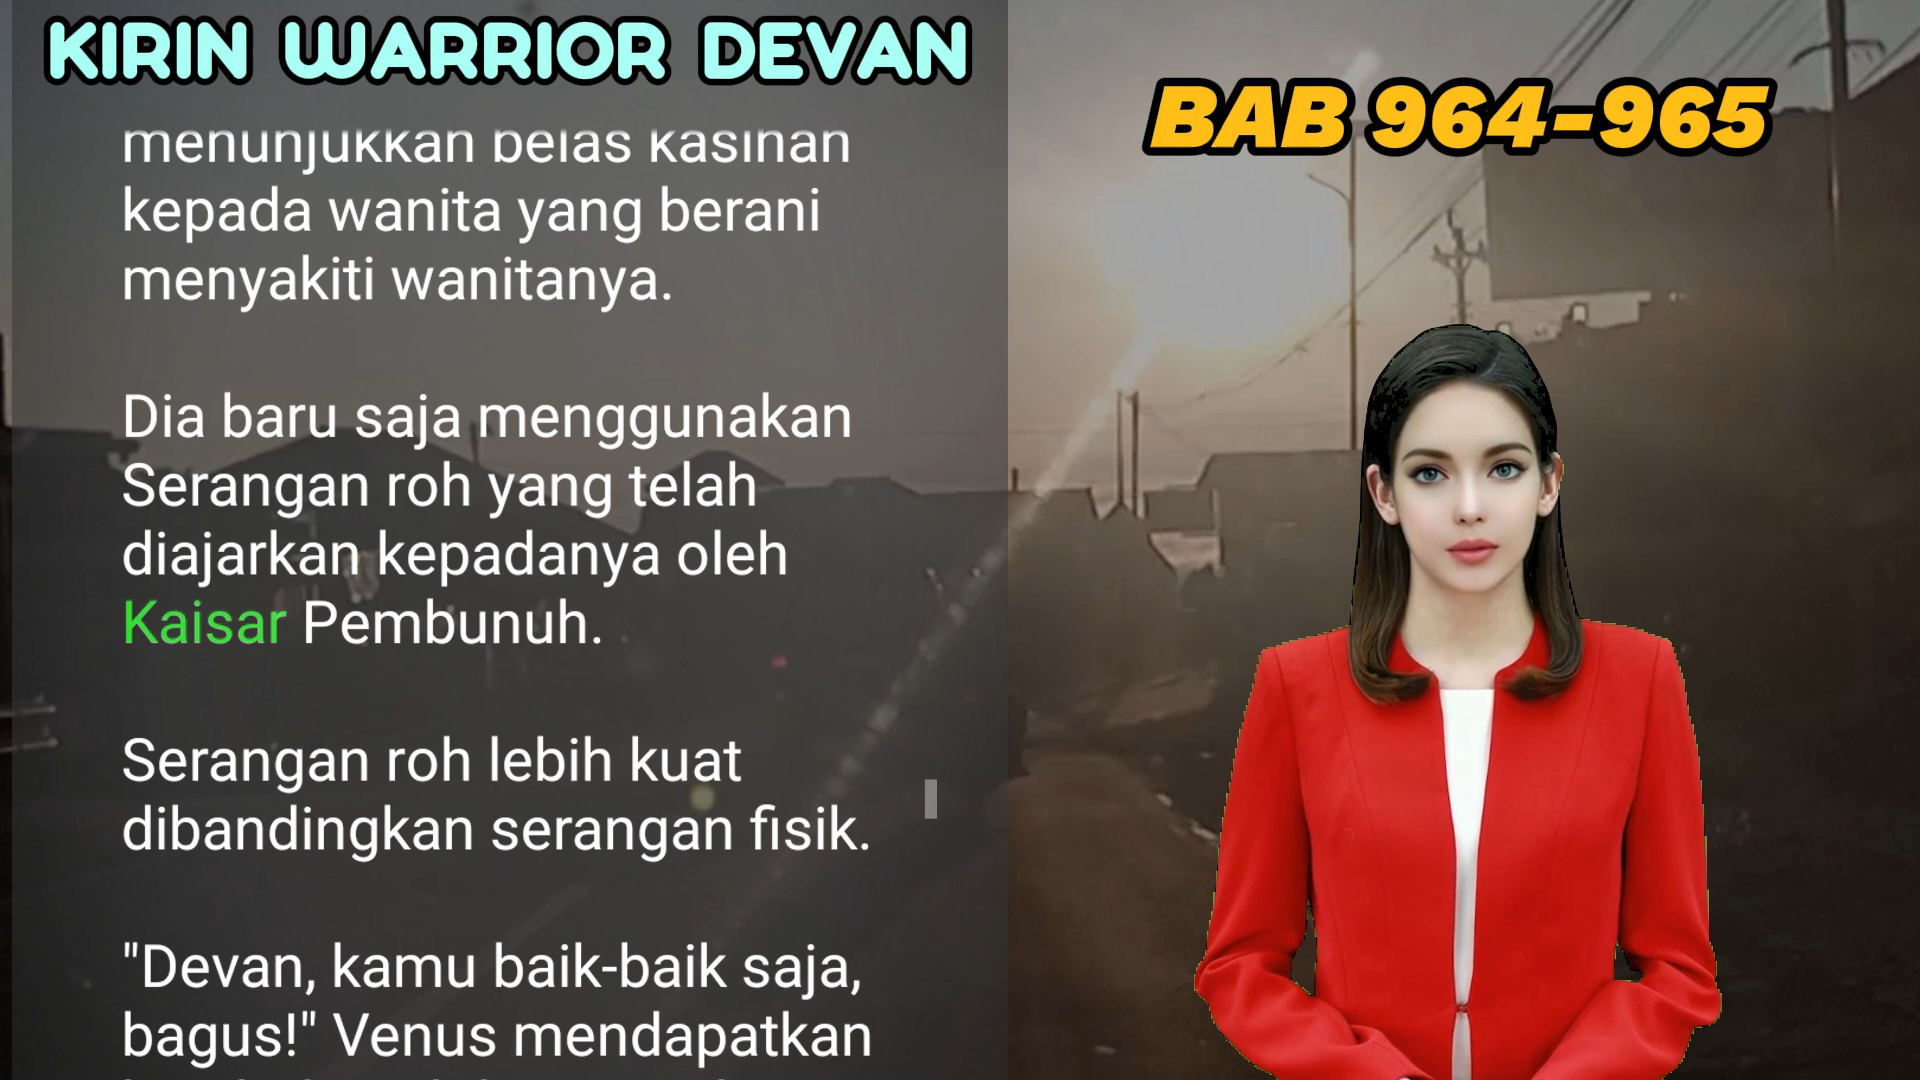 KIRIN WARRIOR DEVAN
BAB 964-965
menunjukkan belas kasihan
kepada wanita yang berani
menyakiti wanitanya.
Dia baru saja menggunakan
Serangan roh yang telah
diajarkan kepadanya oleh
Kaisar Pembunuh.
Serangan roh lebih kuat
dibandingkan serangan fisik.
"Devan, kamu baik-baik saja,
bagus!" Venus mendapatkan